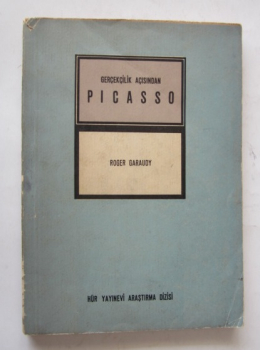 GERÇEKÇİLİK AÇISINDAN
PICASSO
ROGER GARAUDY
HÜR YAYINEVİ ARAŞTIRMA DİZİSİ